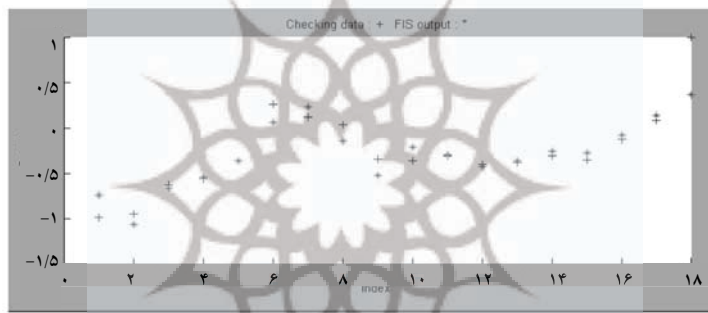 Checking data : + FIS output : *
۱
۰/۵
۰
-۰/۵
-۱
-۱/۵
۰ ۲ ۴ ۶ ۸ ۱۰ ۱۲ ۱۴ ۱۶ ۱۸
Index